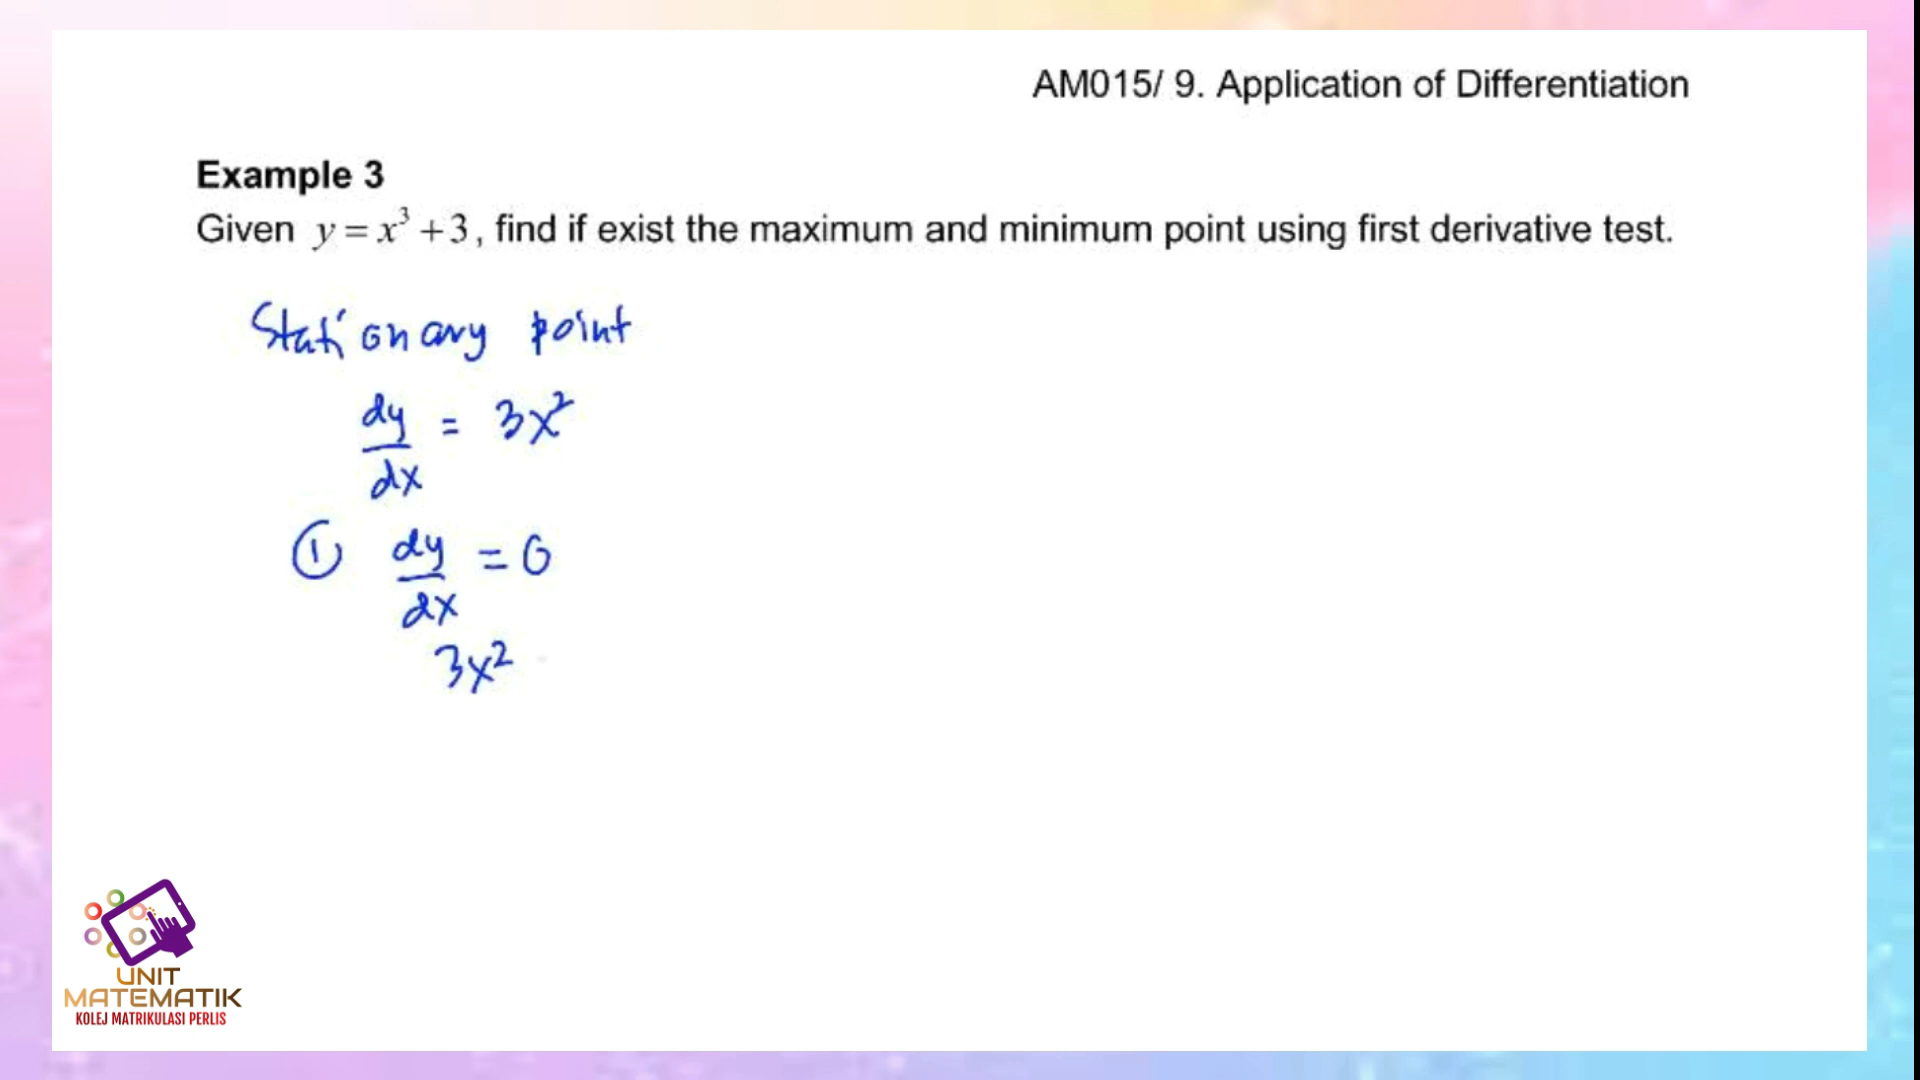 AM015/ 9. Application of Differentiation
Example 3
Given y = x³ + 3, find if exist the maximum and minimum point using first derivative test.
Stationary point
dy/dx = 3x²
① dy/dx = 0
3x²
UNIT
MATEMATIK
KOLEJ MATRIKULASI PERLIS